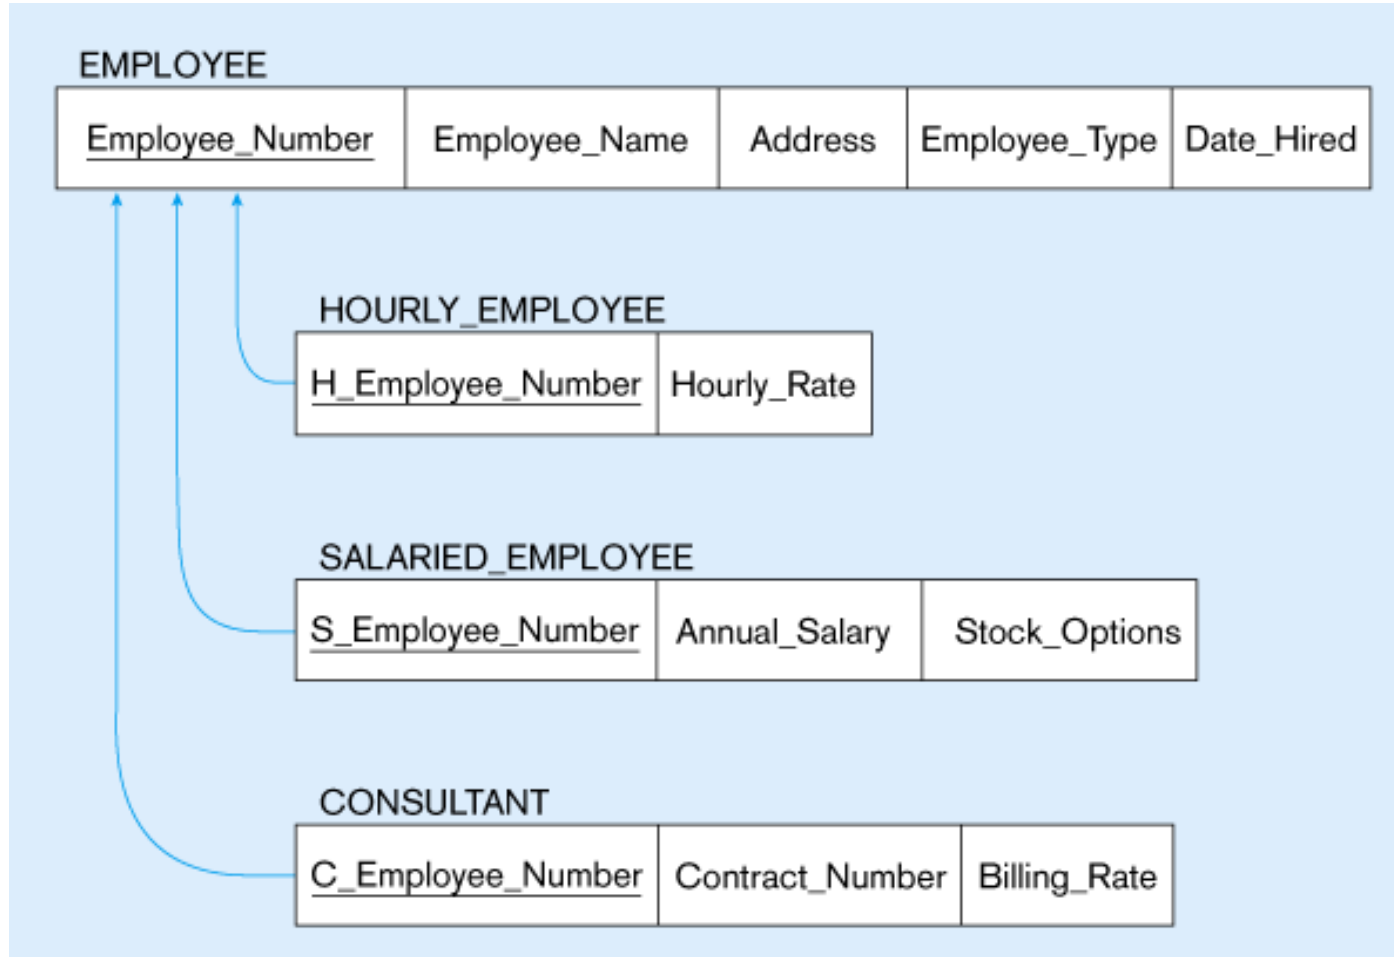 EMPLOYEE
Employee_Number Employee_Name Address Employee_Type Date_Hired
HOURLY_EMPLOYEE
H_Employee_Number Hourly_Rate
SALARIED_EMPLOYEE
S_Employee_Number Annual_Salary Stock_Options
CONSULTANT
C_Employee_Number Contract_Number Billing_Rate